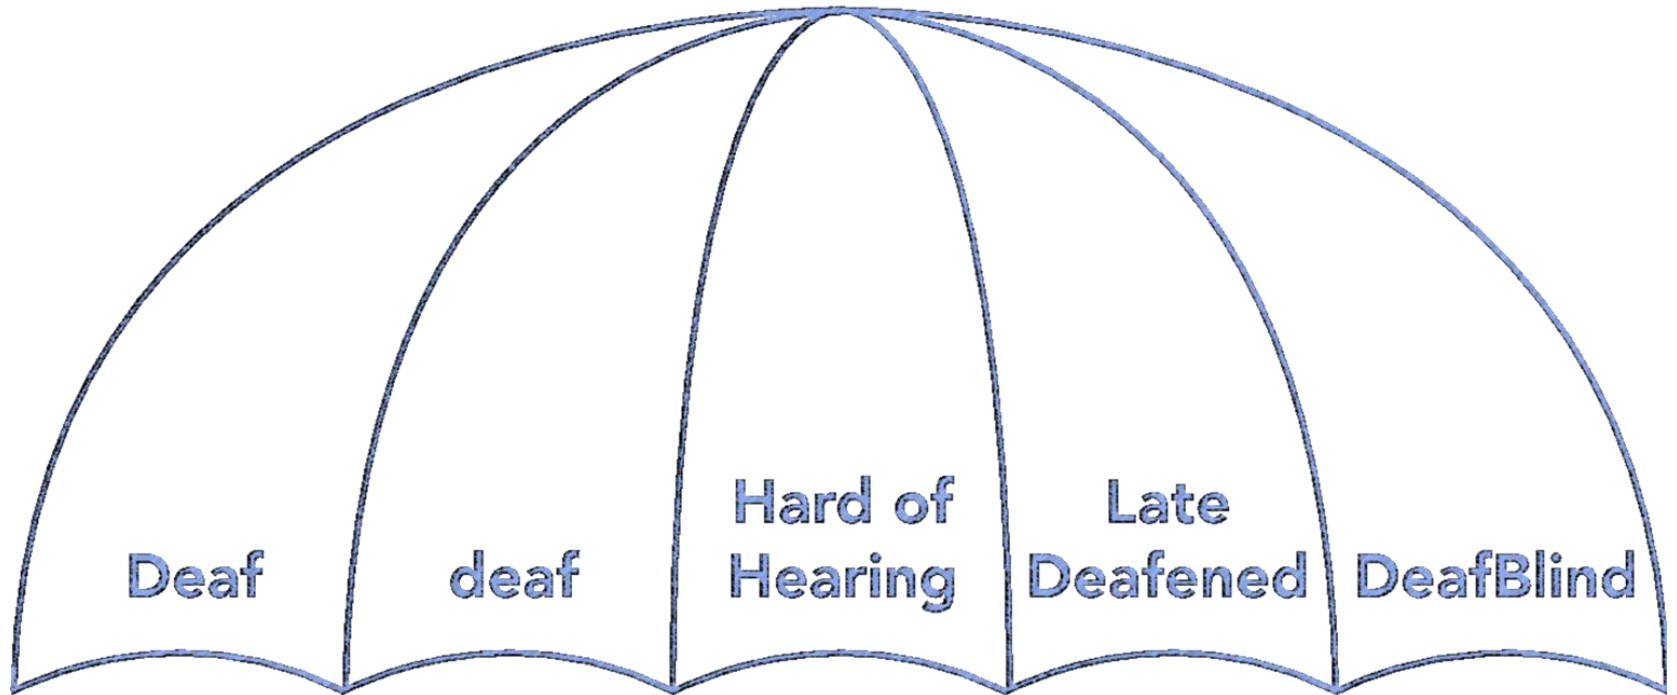 Deaf
deaf
Hard of
Hearing
Late
Deafened
DeafBlind